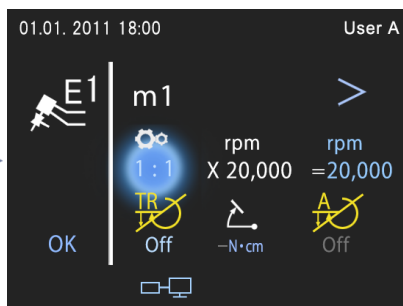 01.01. 2011 18:00 User A
E1 m1 >
rpm rpm
1 : 1 X 20,000 =20,000
TR A
OK Off –N·cm Off